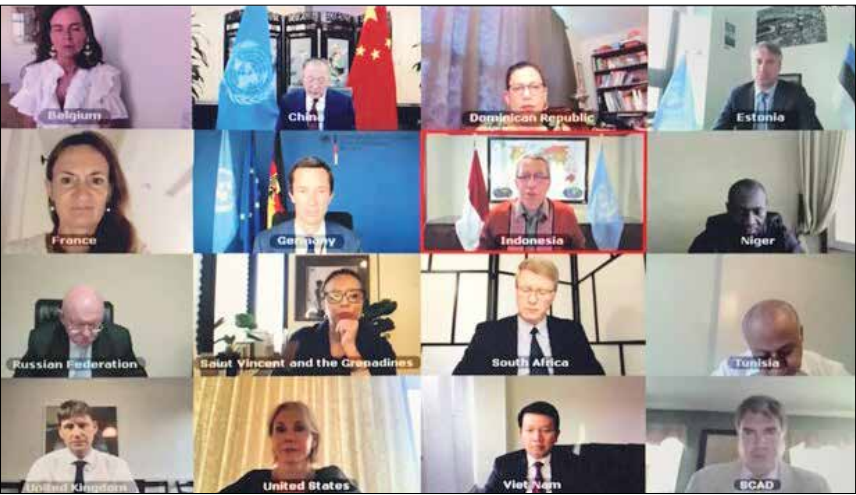 Belgium
China
Dominican Republic
Estonia
France
Germany
Indonesia
Niger
Russian Federation
Saint Vincent and the Grenadines
South Africa
Tunisia
United Kingdom
United States
Viet Nam
SCAD